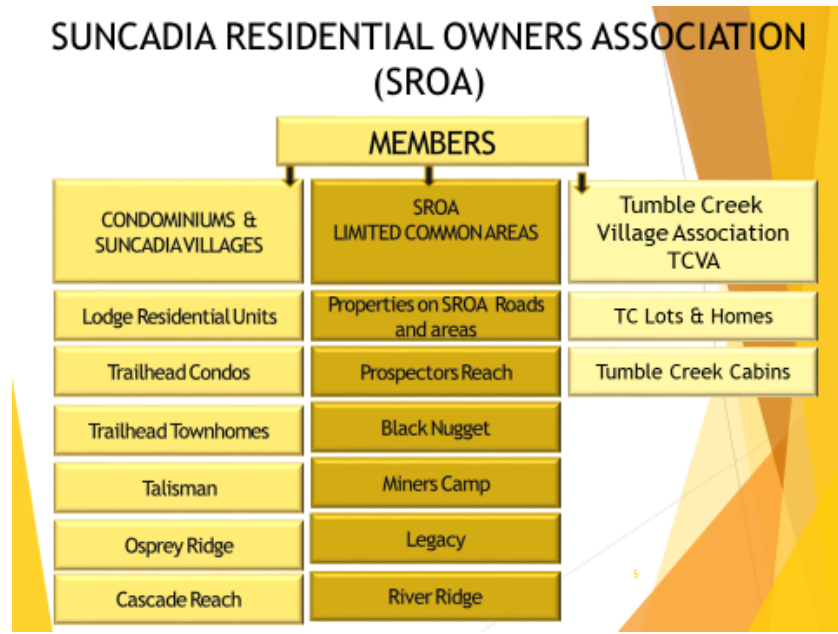 SUNCADIA RESIDENTIAL OWNERS ASSOCIATION
(SROA)
MEMBERS
CONDOMINIUMS &
SUNCADIA VILLAGES
Lodge Residential Units
Trailhead Condos
Trailhead Townhomes
Talisman
Osprey Ridge
Cascade Reach
SROA
LIMITED COMMON AREAS
Properties on SROA Roads
and areas
Prospectors Reach
Black Nugget
Miners Camp
Legacy
River Ridge
Tumble Creek
Village Association
TCVA
TC Lots & Homes
Tumble Creek Cabins
5